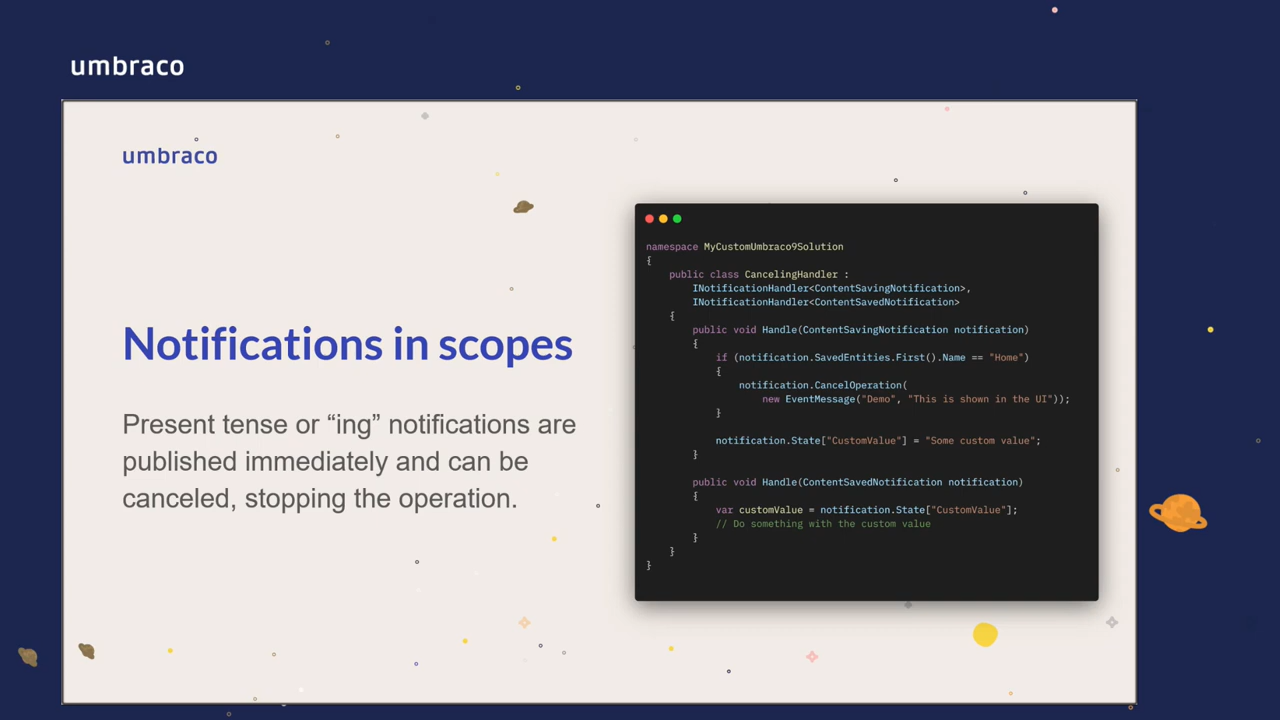 umbraco
umbraco
Notifications in scopes
Present tense or “ing” notifications are
published immediately and can be
canceled, stopping the operation.
namespace MyCustomUmbraco9Solution
{
    public class CancelingHandler :
        INotificationHandler<ContentSavingNotification>,
        INotificationHandler<ContentSavedNotification>
    {
        public void Handle(ContentSavingNotification notification)
        {
            if (notification.SavedEntities.First().Name == "Home")
            {
                notification.CancelOperation(
                    new EventMessage("Demo", "This is shown in the UI"));
            }
            notification.State["CustomValue"] = "Some custom value";
        }
        public void Handle(ContentSavedNotification notification)
        {
            var customValue = notification.State["CustomValue"];
            // Do something with the custom value
        }
    }
}